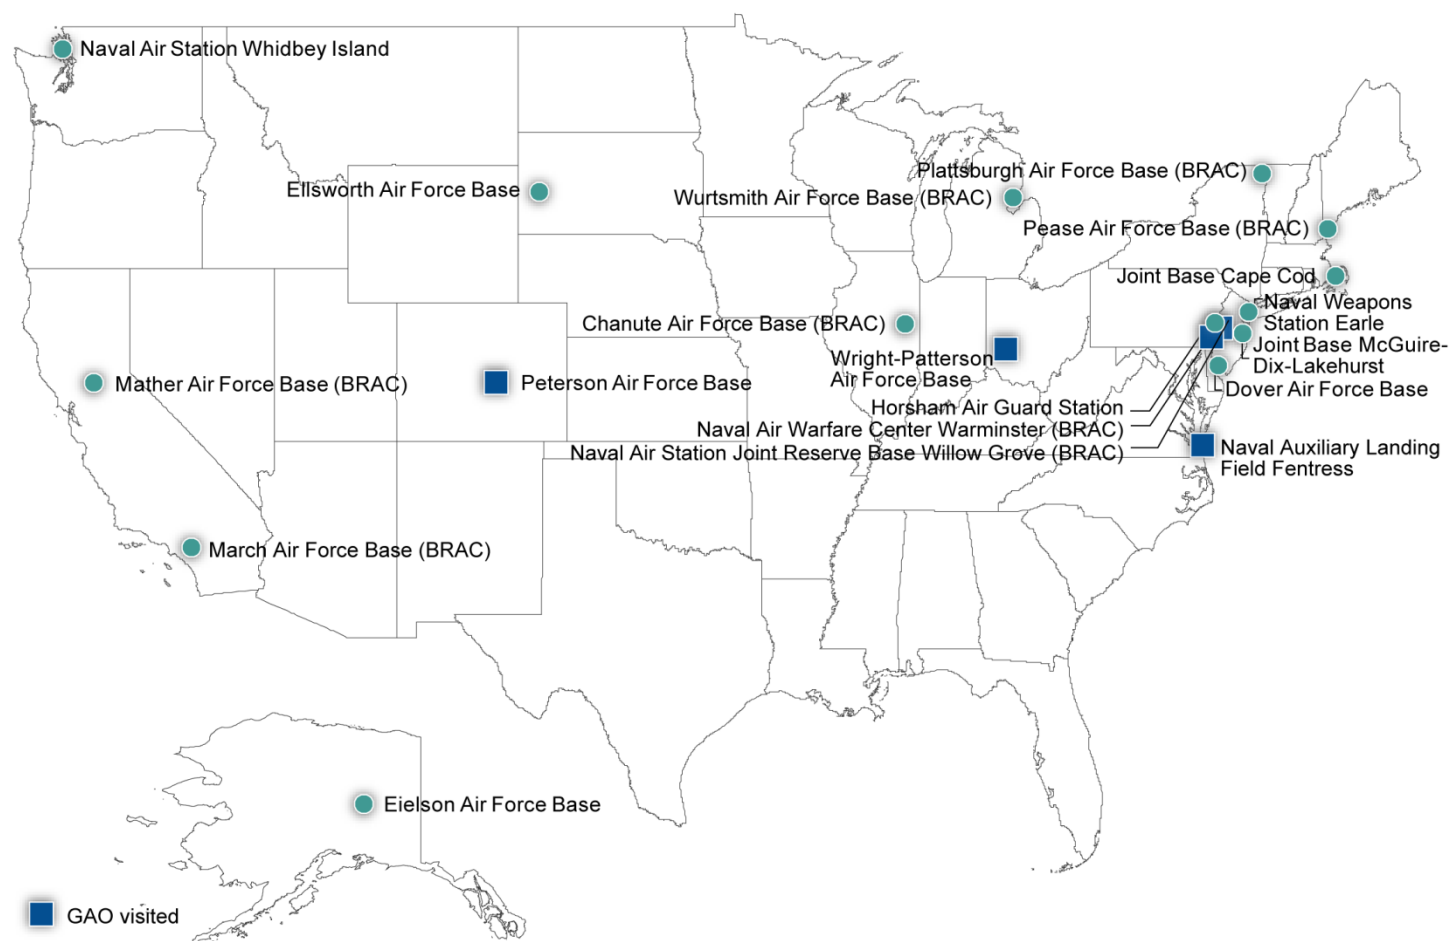 Naval Air Station Whidbey Island
Plattsburgh Air Force Base (BRAC)
Ellsworth Air Force Base
Wurtsmith Air Force Base (BRAC)
Pease Air Force Base (BRAC)
Joint Base Cape Cod
Naval Weapons
Station Earle
Chanute Air Force Base (BRAC)
Joint Base McGuire-
Dix-Lakehurst
Wright-Patterson
Air Force Base
Mather Air Force Base (BRAC)
Peterson Air Force Base
Dover Air Force Base
Horsham Air Guard Station
Naval Air Warfare Center Warminster (BRAC)
Naval Air Station Joint Reserve Base Willow Grove (BRAC)
Naval Auxiliary Landing
Field Fentress
March Air Force Base (BRAC)
Eielson Air Force Base
GAO visited